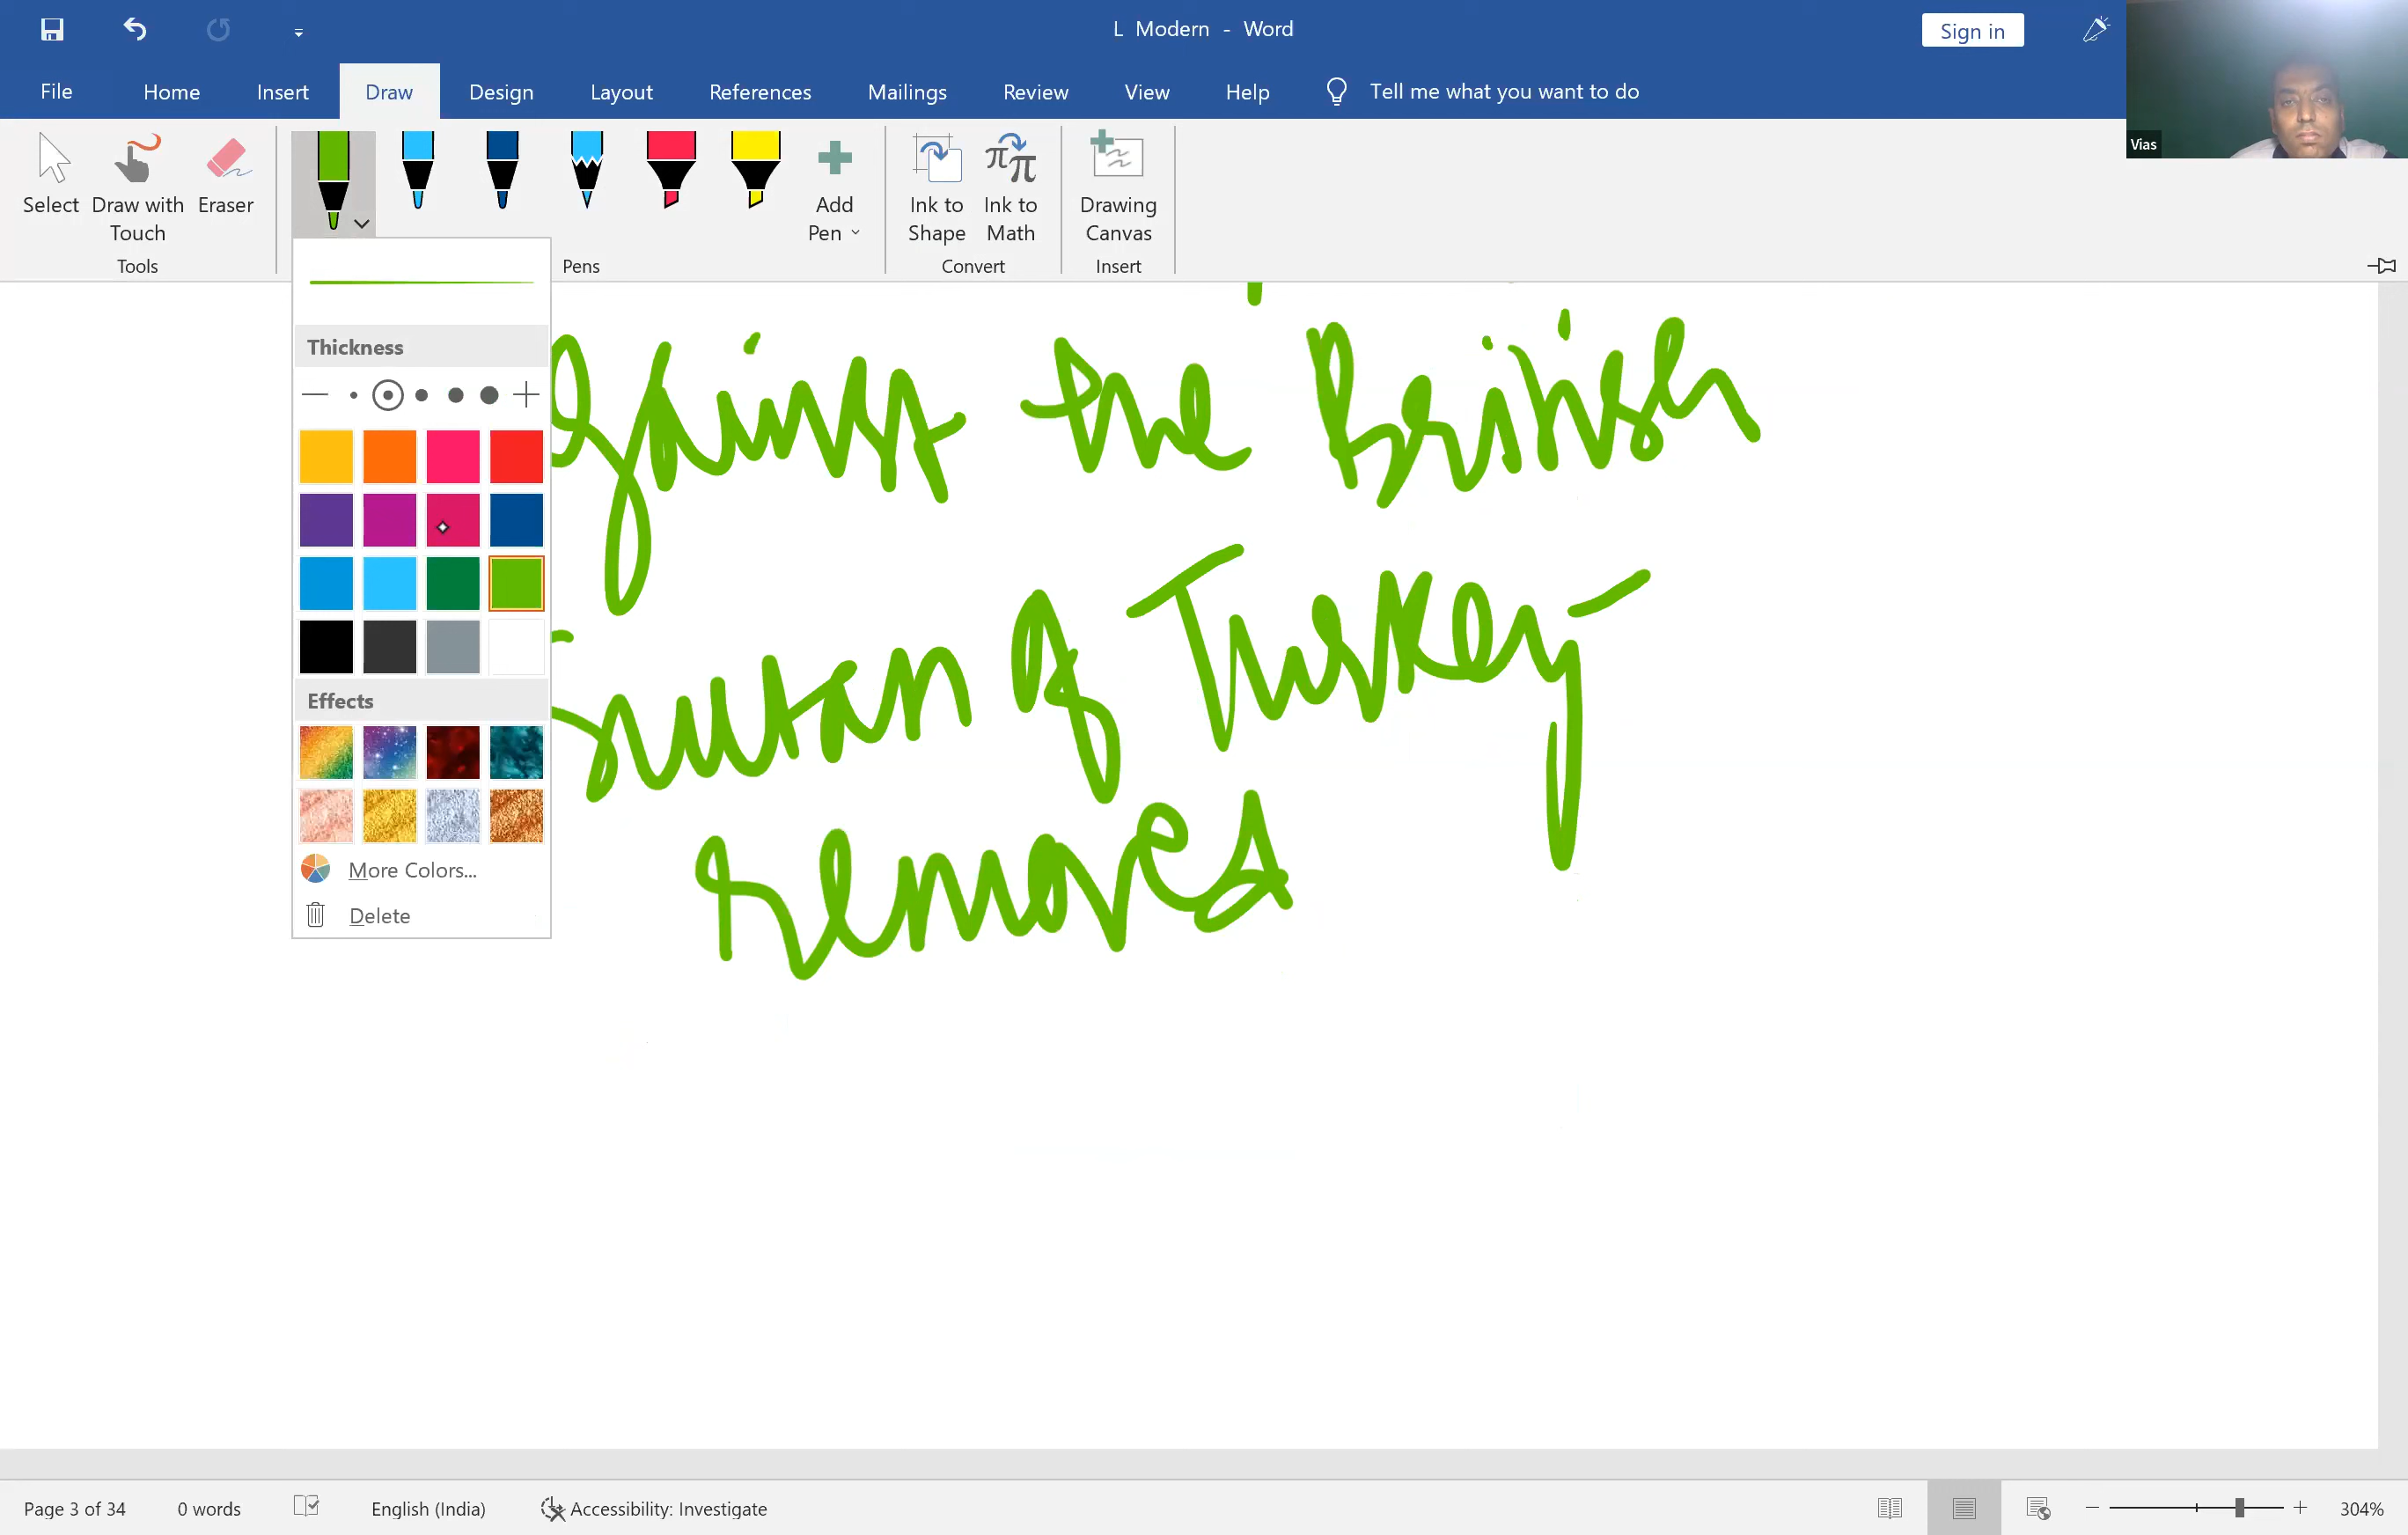 L Modern - Word
Sign in
Vias
File Home Insert Draw Design Layout References Mailings Review View Help Tell me what you want to do
Select Draw with Touch Eraser
Add Pen
Ink to Shape Ink to Math
Drawing Canvas
Tools Pens Convert Insert
Thickness
Effects
More Colors...
Delete
gainst the British
Sultan of Turkey -
removed
Page 3 of 34 0 words English (India) Accessibility: Investigate 304%